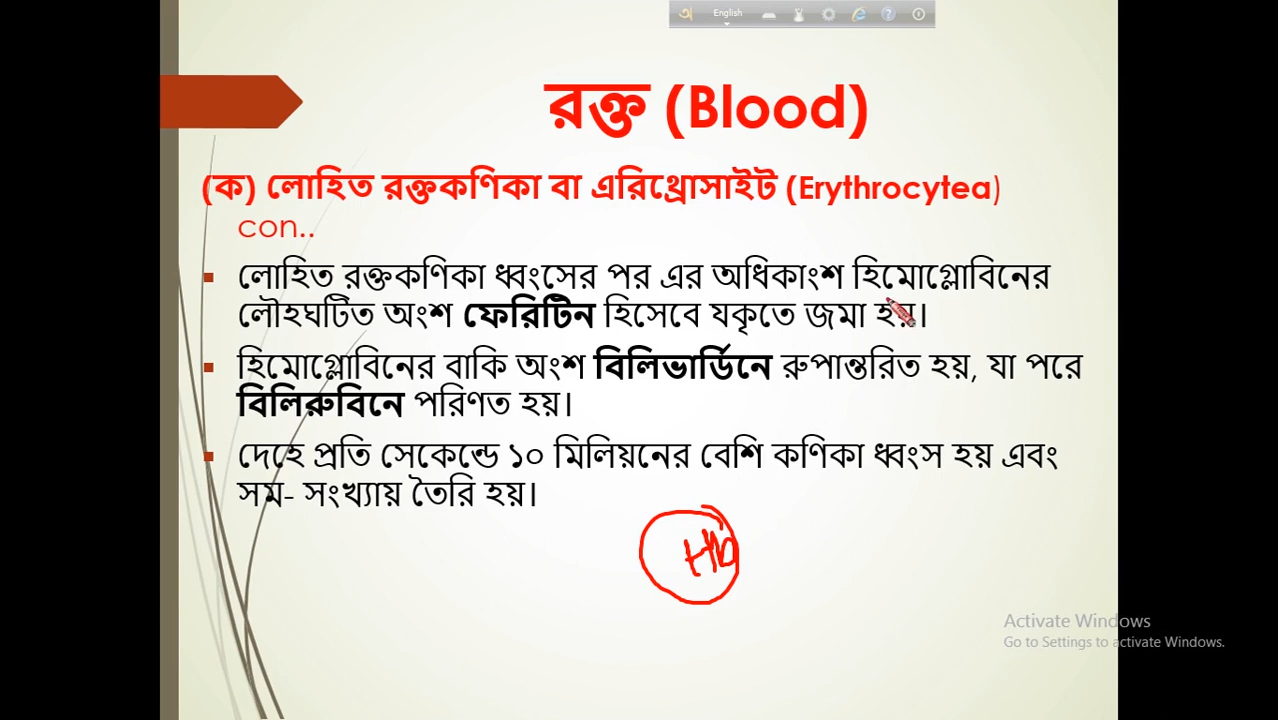 অ English
রক্ত (Blood)
(ক) লোহিত রক্তকণিকা বা এরিথ্রোসাইট (Erythrocytea)
con..
লোহিত রক্তকণিকা ধ্বংসের পর এর অধিকাংশ হিমোগ্লোবিনের
লৌহঘটিত অংশ ফেরিটিন হিসেবে যকৃতে জমা হয়।
হিমোগ্লোবিনের বাকি অংশ বিলিভার্ডিনে রুপান্তরিত হয়, যা পরে
বিলিরুবিনে পরিণত হয়।
দেহে প্রতি সেকেন্ডে ১০ মিলিয়নের বেশি কণিকা ধ্বংস হয় এবং
সম- সংখ্যায় তৈরি হয়।
Hb
Activate Windows
Go to Settings to activate Windows.